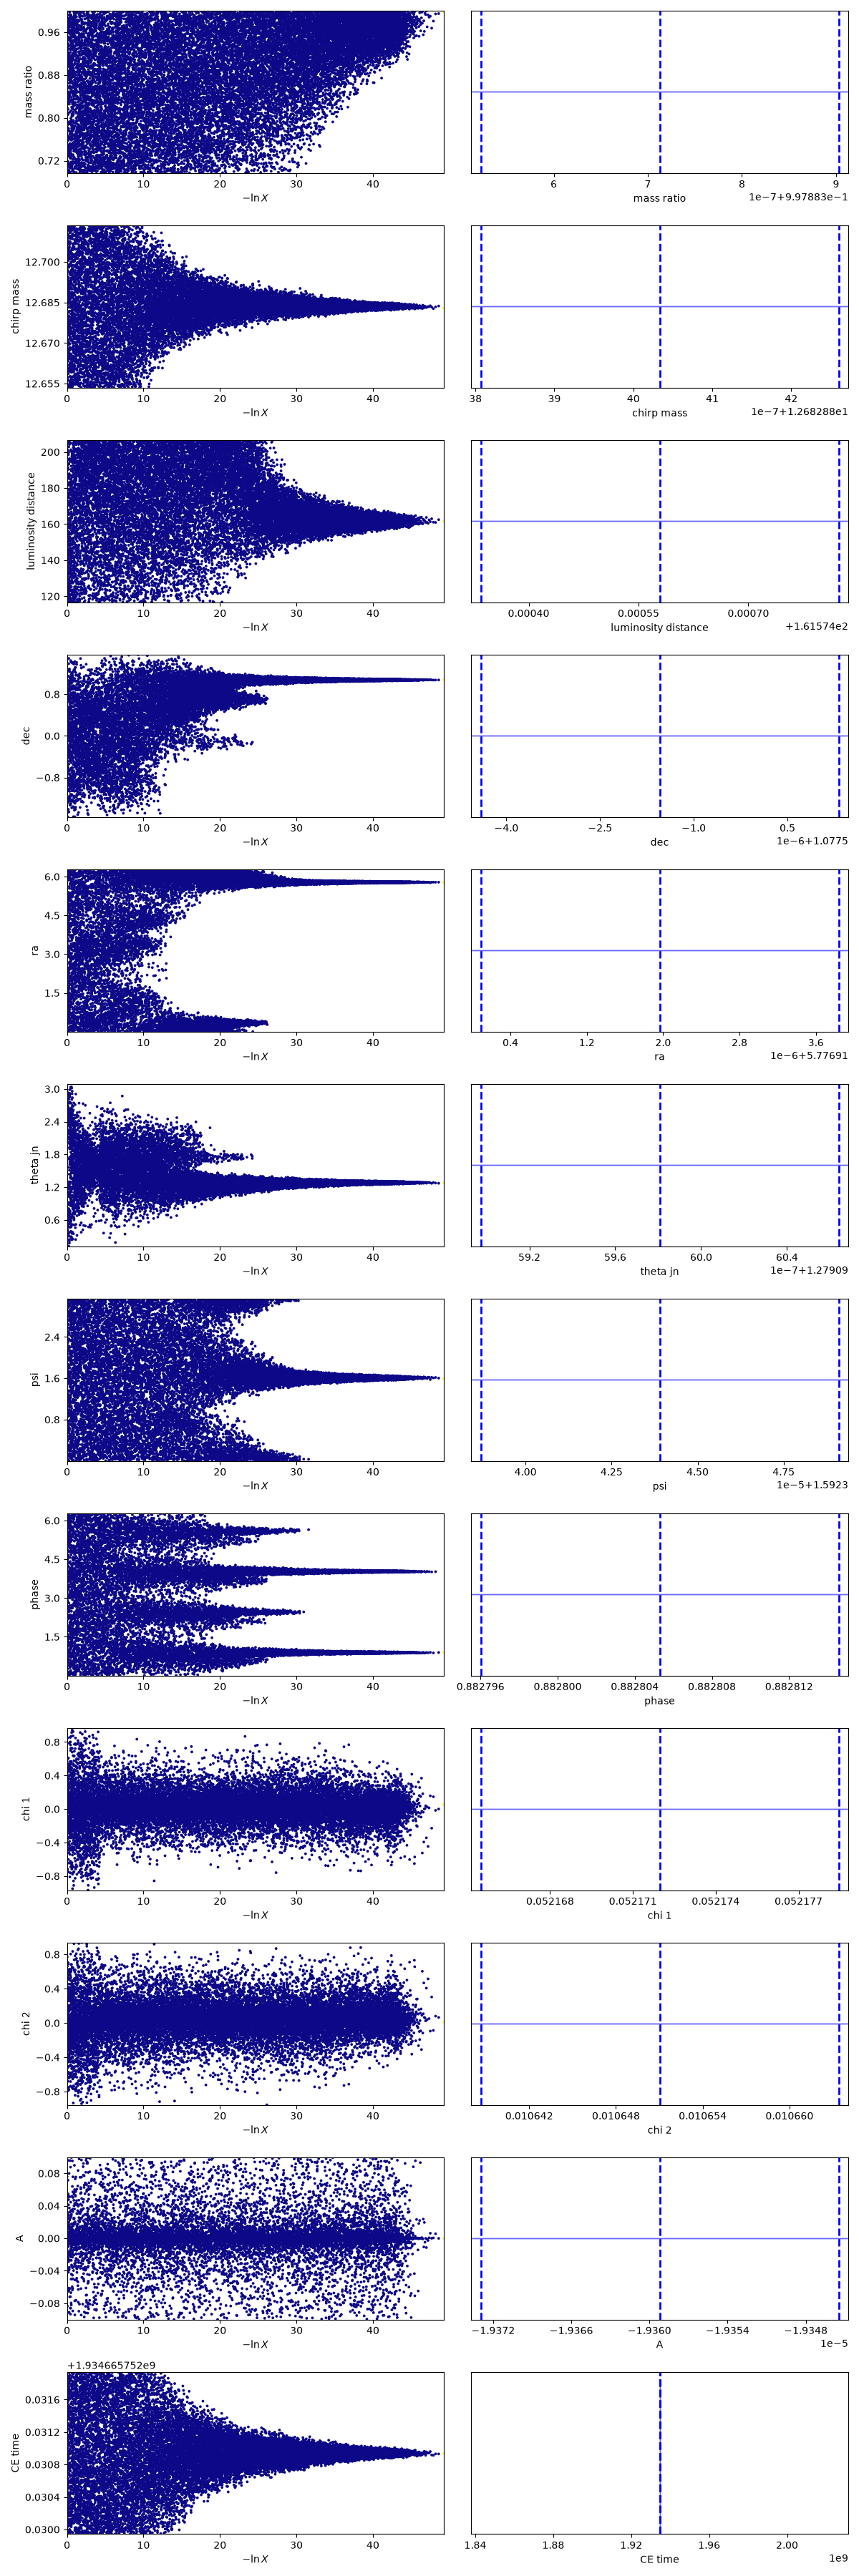 0.96
0.88
0.80
0.72
mass ratio
0 10 20 30 40
−ln X
6 7 8 9
mass ratio 1e−7+9.97883e−1
12.700
12.685
12.670
12.655
chirp mass
0 10 20 30 40
−ln X
38 39 40 41 42
chirp mass 1e−7+1.268288e1
200
180
160
140
120
luminosity distance
0 10 20 30 40
−ln X
0.00040 0.00055 0.00070
luminosity distance +1.61574e2
0.8
0.0
−0.8
dec
0 10 20 30 40
−ln X
−4.0 −2.5 −1.0 0.5
dec 1e−6+1.0775
6.0
4.5
3.0
1.5
ra
0 10 20 30 40
−ln X
0.4 1.2 2.0 2.8 3.6
ra 1e−6+5.77691
3.0
2.4
1.8
1.2
0.6
theta jn
0 10 20 30 40
−ln X
59.2 59.6 60.0 60.4
theta jn 1e−7+1.27909
2.4
1.6
0.8
psi
0 10 20 30 40
−ln X
4.00 4.25 4.50 4.75
psi 1e−5+1.5923
6.0
4.5
3.0
1.5
phase
0 10 20 30 40
−ln X
0.882796 0.882800 0.882804 0.882808 0.882812
phase
0.8
0.4
0.0
−0.4
−0.8
chi 1
0 10 20 30 40
−ln X
0.052168 0.052171 0.052174 0.052177
chi 1
0.8
0.4
0.0
−0.4
−0.8
chi 2
0 10 20 30 40
−ln X
0.010642 0.010648 0.010654 0.010660
chi 2
0.08
0.04
0.00
−0.04
−0.08
A
0 10 20 30 40
−ln X
−1.9372 −1.9366 −1.9360 −1.9354 −1.9348
A 1e−5
+1.934665752e9
0.0316
0.0312
0.0308
0.0304
0.0300
CE time
0 10 20 30 40
−ln X
1.84 1.88 1.92 1.96 2.00
CE time 1e9